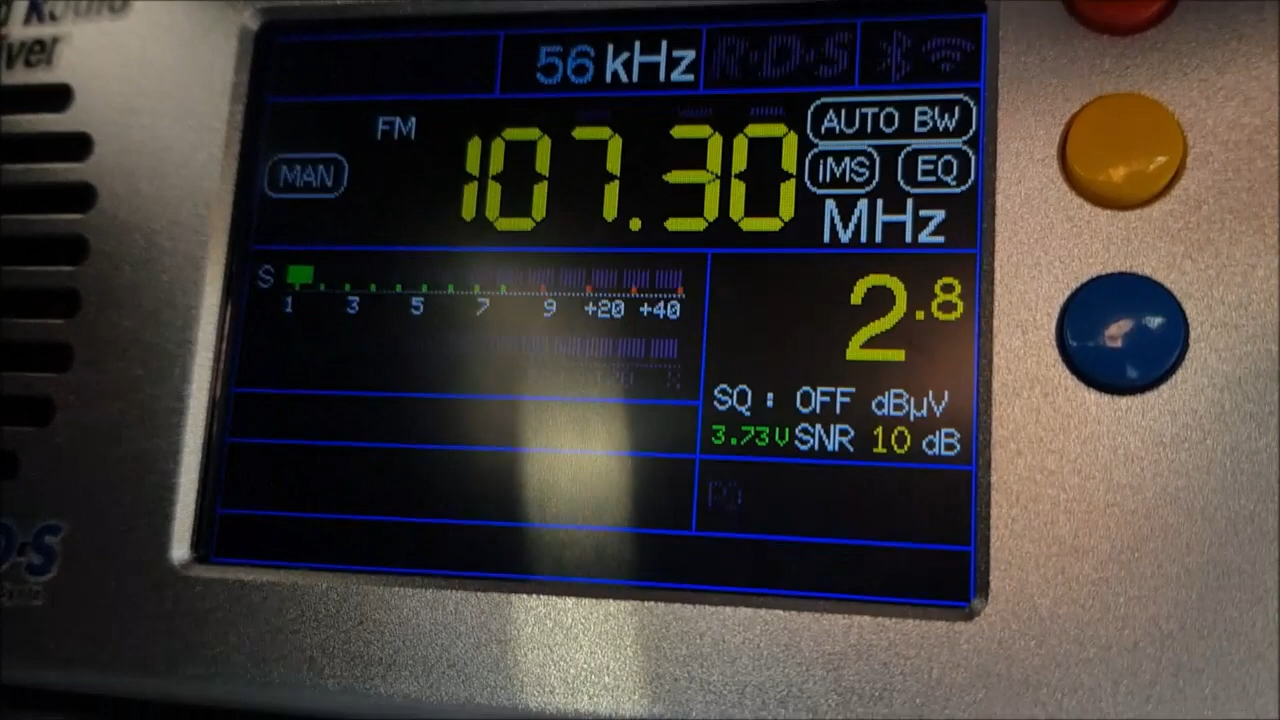 56 kHz R·D·S
FM
107.30 MHz
MAN
AUTO BW
iMS EQ
S
1 3 5 7 9 +20 +40
2.8
SQ : OFF dBµV
3.73V SNR 10 dB